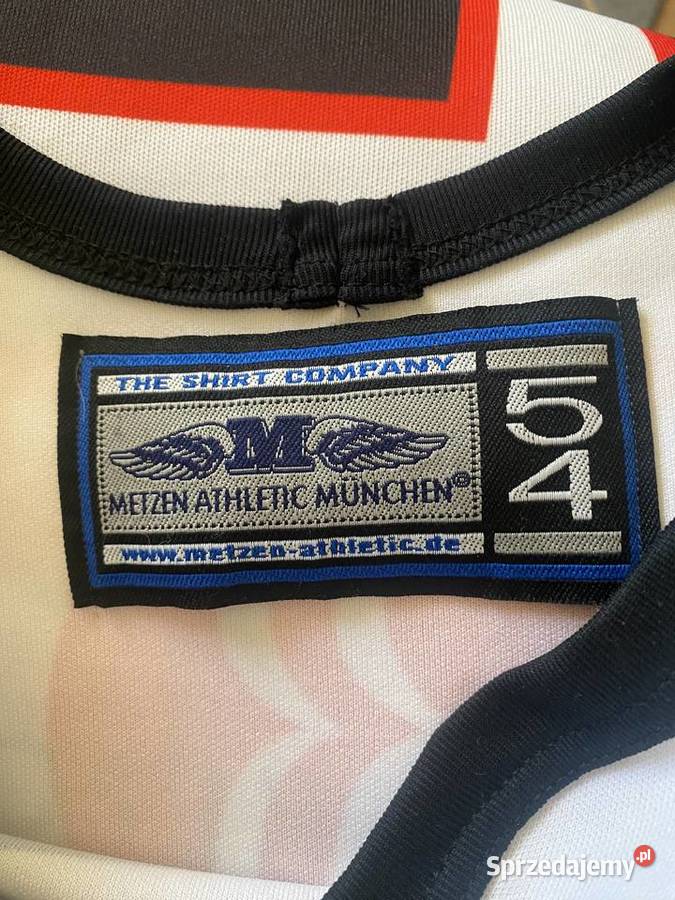 THE SHIRT COMPANY
M
METZEN ATHLETIC MÜNCHEN®
www.metzen-athletic.de
54
Sprzedajemy.pl